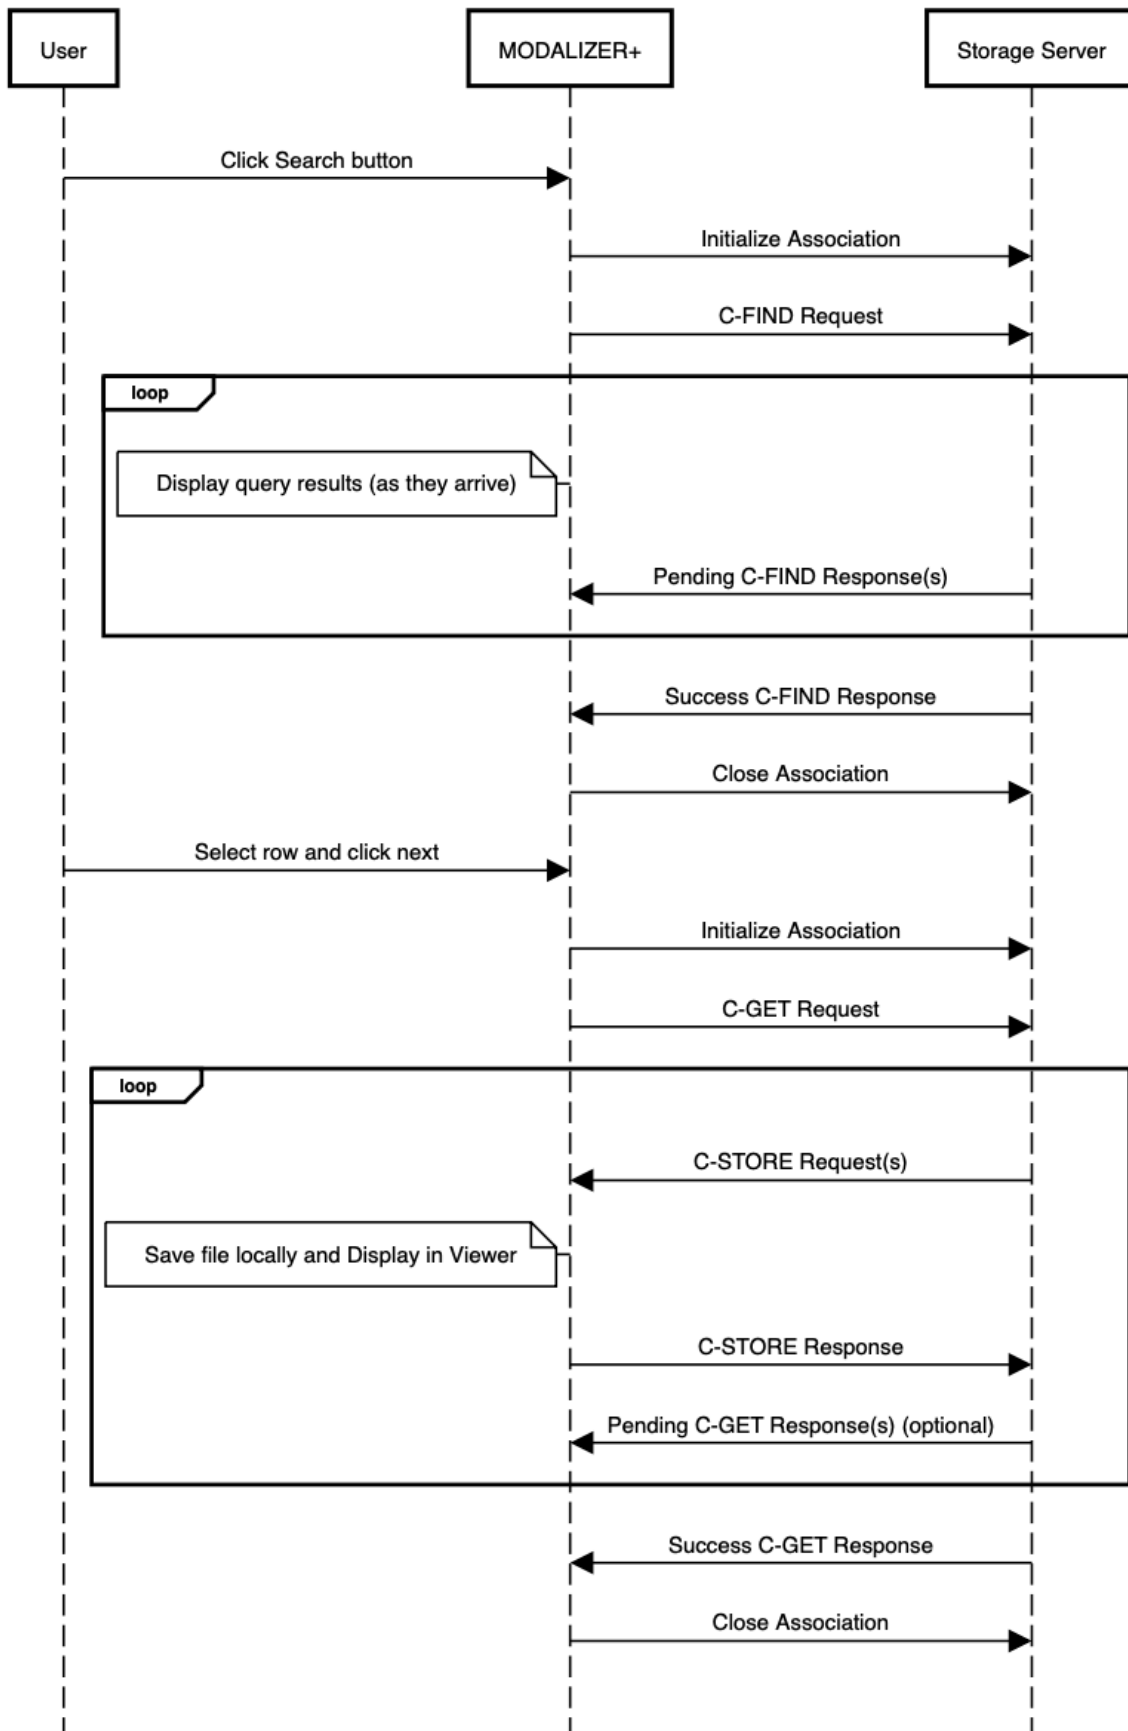 User
MODALIZER+
Storage Server
Click Search button
Initialize Association
C-FIND Request
loop
Display query results (as they arrive)
Pending C-FIND Response(s)
Success C-FIND Response
Close Association
Select row and click next
Initialize Association
C-GET Request
loop
C-STORE Request(s)
Save file locally and Display in Viewer
C-STORE Response
Pending C-GET Response(s) (optional)
Success C-GET Response
Close Association